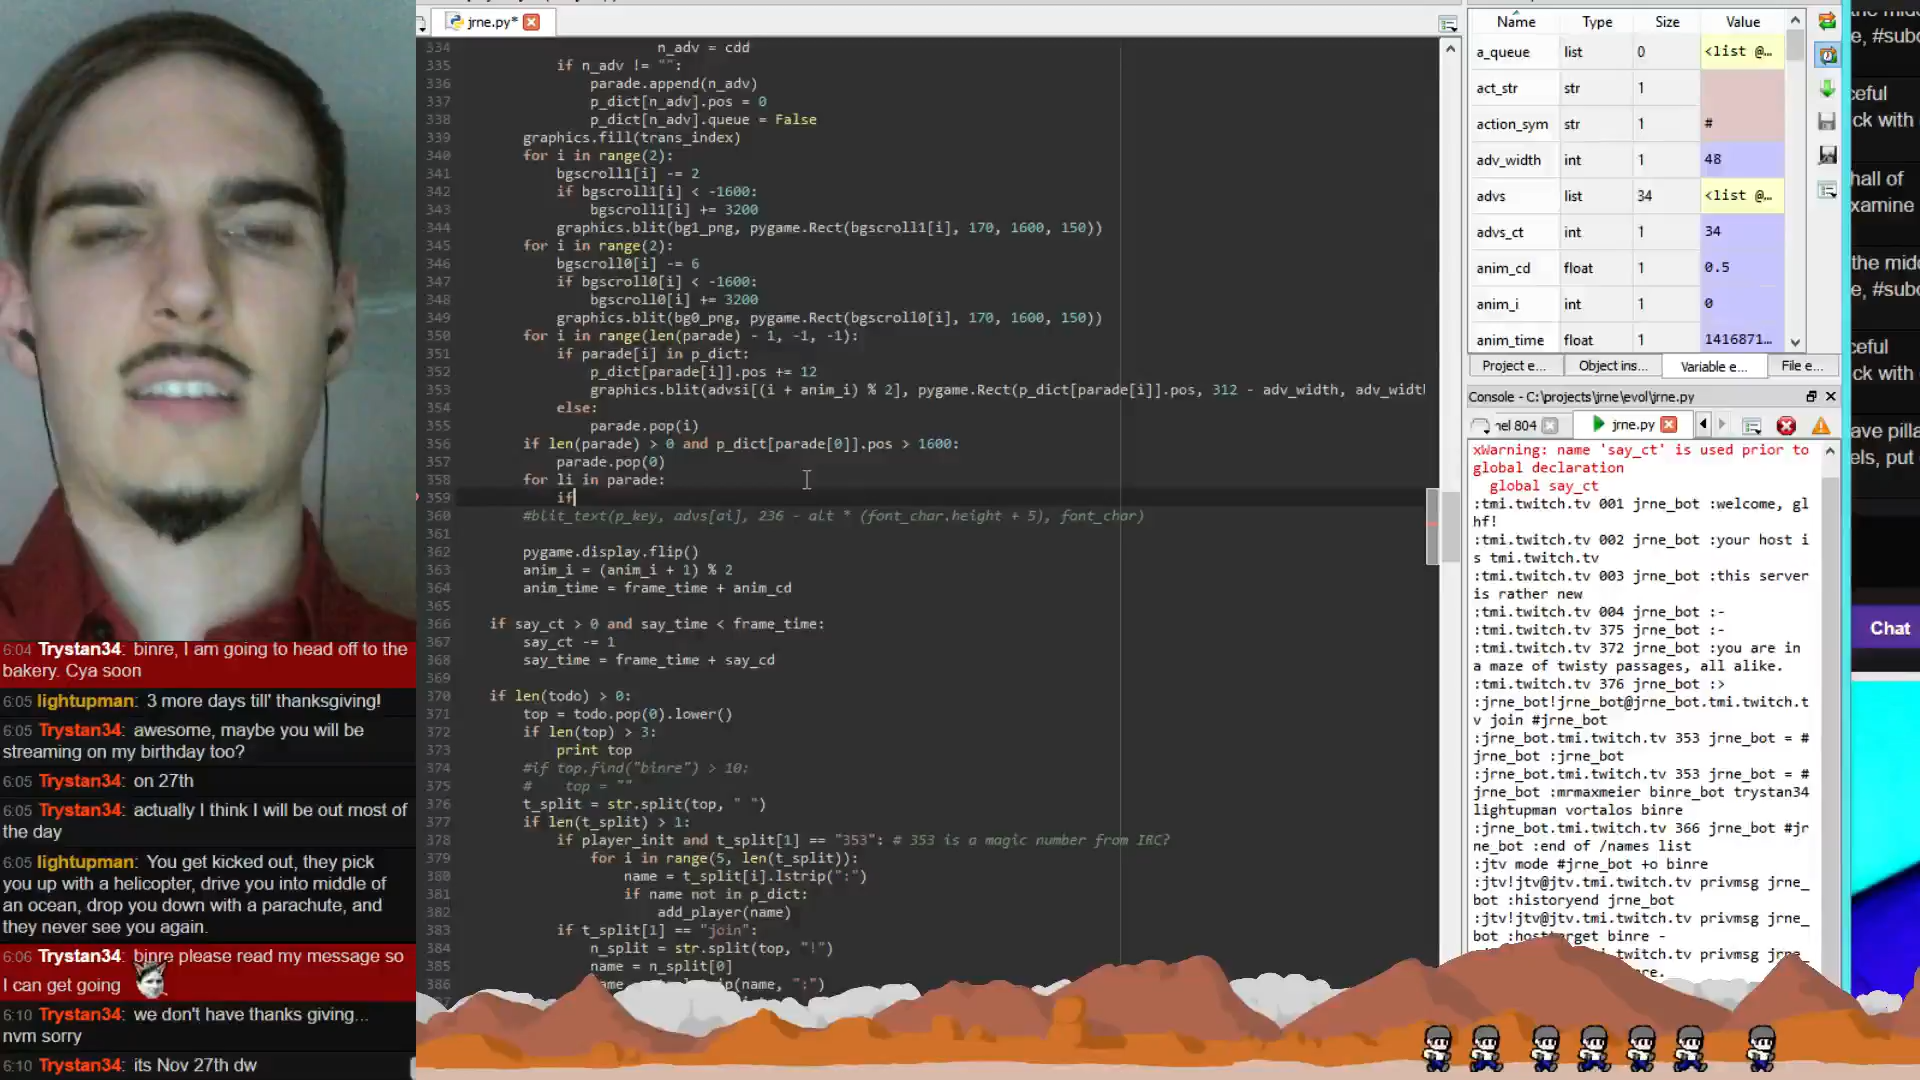 jrne.py*
334 n_adv = cdd
335 if n_adv != "":
336 parade.append(n_adv)
337 p_dict[n_adv].pos = 0
338 p_dict[n_adv].queue = False
339 graphics.fill(trans_index)
340 for i in range(2):
341 bgscroll1[i] -= 2
342 if bgscroll1[i] < -1600:
343 bgscroll1[i] += 3200
344 graphics.blit(bg1_png, pygame.Rect(bgscroll1[i], 170, 1600, 150))
345 for i in range(2):
346 bgscroll0[i] -= 6
347 if bgscroll0[i] < -1600:
348 bgscroll0[i] += 3200
349 graphics.blit(bg0_png, pygame.Rect(bgscroll0[i], 170, 1600, 150))
350 for i in range(len(parade) - 1, -1, -1):
351 if parade[i] in p_dict:
352 p_dict[parade[i]].pos += 12
353 graphics.blit(advsi[(i + anim_i) % 2], pygame.Rect(p_dict[parade[i]].pos, 312 - adv_width, adv_widt
354 else:
355 parade.pop(i)
356 if len(parade) > 0 and p_dict[parade[0]].pos > 1600:
357 parade.pop(0)
358 for li in parade:
359 if
360 #blit_text(p_key, advs[ai], 236 - alt * (font_char.height + 5), font_char)
361
362 pygame.display.flip()
363 anim_i = (anim_i + 1) % 2
364 anim_time = frame_time + anim_cd
365
366 if say_ct > 0 and say_time < frame_time:
367 say_ct -= 1
368 say_time = frame_time + say_cd
369
370 if len(todo) > 0:
371 top = todo.pop(0).lower()
372 if len(top) > 3:
373 print top
374 #if top.find("binre") > 10:
375 # top = ""
376 t_split = str.split(top, " ")
377 if len(t_split) > 1:
378 if player_init and t_split[1] == "353": # 353 is a magic number from IRC?
379 for i in range(5, len(t_split)):
380 name = t_split[i].lstrip(":")
381 if name not in p_dict:
382 add_player(name)
383 if t_split[1] == "join":
384 n_split = str.split(top, "!")
385 name = n_split[0]
386
6:04 Trystan34: binre, I am going to head off to the
bakery. Cya soon
6:05 lightupman: 3 more days till' thanksgiving!
6:05 Trystan34: awesome, maybe you will be
streaming on my birthday too?
6:05 Trystan34: on 27th
6:05 Trystan34: actually I think I will be out most of
the day
6:05 lightupman: You get kicked out, they pick
you up with a helicopter, drive you into middle of
an ocean, drop you down with a parachute, and
they never see you again.
6:06 Trystan34: binre please read my message so
I can get going
6:10 Trystan34: we don't have thanks giving...
nvm sorry
6:10 Trystan34: its Nov 27th dw
Name Type Size Value
a_queue list 0 <list @…
act_str str 1
action_sym str 1 #
adv_width int 1 48
advs list 34 <list @…
advs_ct int 1 34
anim_cd float 1 0.5
anim_i int 1 0
anim_time float 1 1416871…
Project e... Object ins... Variable e... File e...
Console - C:\projects\jrne\evol\jrne.py
nel 804 jrne.py
xWarning: name 'say_ct' is used prior to
global declaration
global say_ct
:tmi.twitch.tv 001 jrne_bot :welcome, gl
hf!
:tmi.twitch.tv 002 jrne_bot :your host i
s tmi.twitch.tv
:tmi.twitch.tv 003 jrne_bot :this server
is rather new
:tmi.twitch.tv 004 jrne_bot :-
:tmi.twitch.tv 375 jrne_bot :-
:tmi.twitch.tv 372 jrne_bot :you are in
a maze of twisty passages, all alike.
:tmi.twitch.tv 376 jrne_bot :>
:jrne_bot!jrne_bot@jrne_bot.tmi.twitch.t
v join #jrne_bot
:jrne_bot.tmi.twitch.tv 353 jrne_bot = #
jrne_bot :jrne_bot
:jrne_bot.tmi.twitch.tv 353 jrne_bot = #
jrne_bot :mrmaxmeier binre_bot trystan34
lightupman vortalos binre
:jrne_bot.tmi.twitch.tv 366 jrne_bot #jr
ne_bot :end of /names list
:jtv mode #jrne_bot +o binre
:jtv!jtv@jtv.tmi.twitch.tv privmsg jrne_
bot :historyend jrne_bot
:jtv!jtv@jtv.tmi.twitch.tv privmsg jrne_
bot :hosttarget binre -
Chat